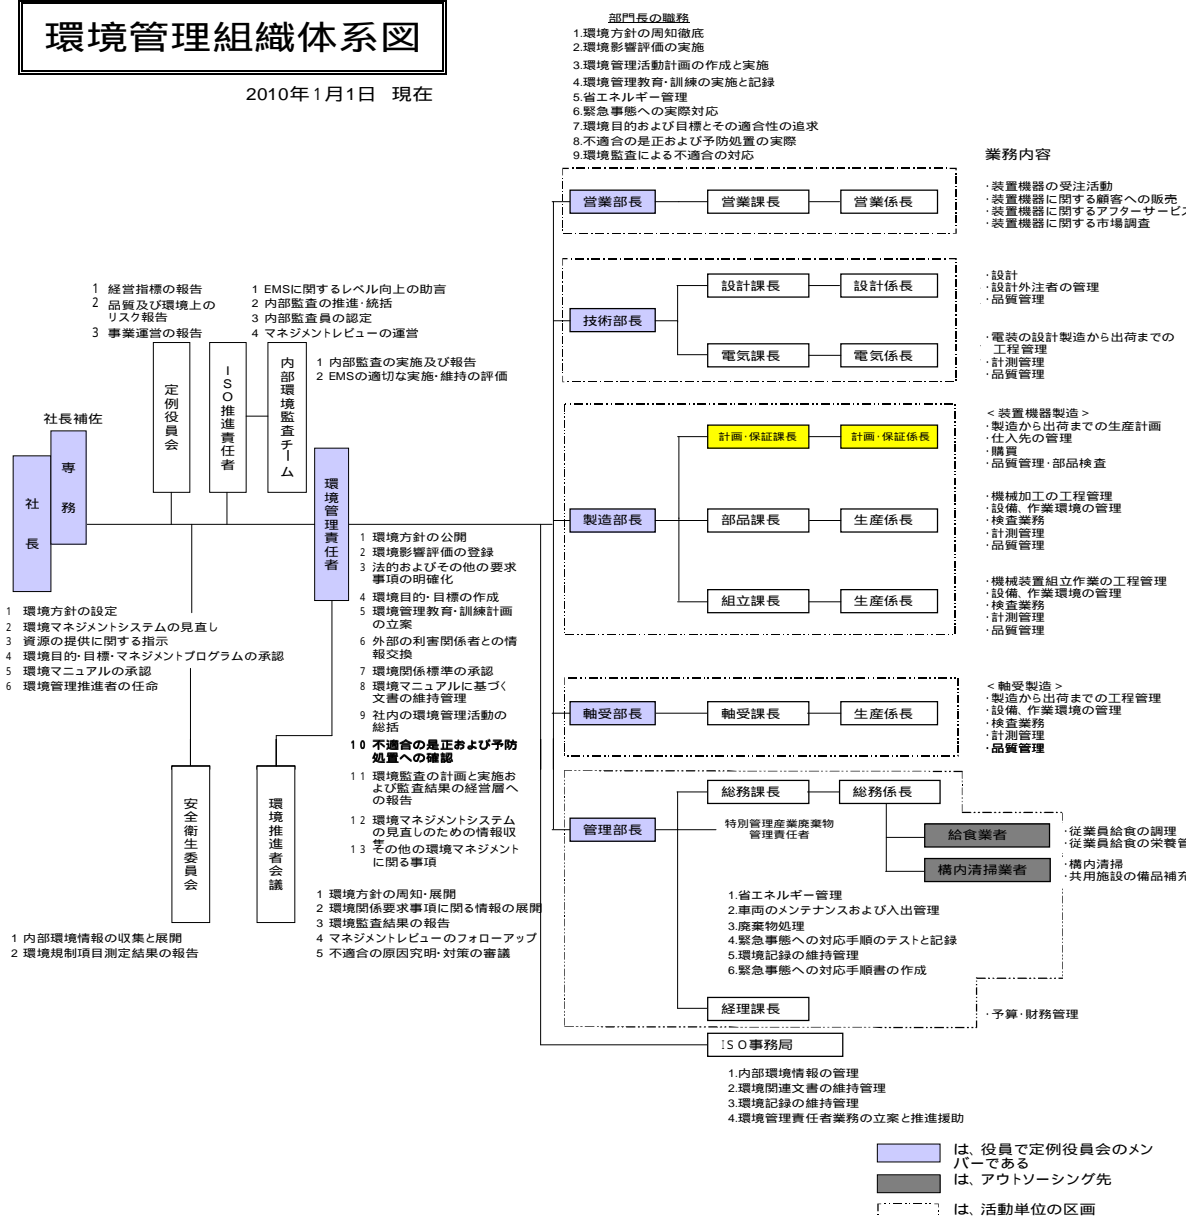 環境管理組織体系図
2010年1月1日 現在
部門長の職務
1.環境方針の周知徹底
2.環境影響評価の実施
3.環境管理活動計画の作成と実施
4.環境管理教育・訓練の実施と記録
5.省エネルギー管理
6.緊急事態への実際対応
7.環境目的および目標とその適合性の追求
8.不適合の是正および予防処置の実際
9.環境監査による不適合の対応
業務内容
営業部長
営業課長
営業係長
・装置機器の受注活動
・装置機器に関する顧客への販売
・装置機器に関するアフターサービス
・装置機器に関する市場調査
技術部長
設計課長
設計係長
・設計
・設計外注者の管理
・品質管理
電気課長
電気係長
・電装の設計製造から出荷までの
工程管理
・計測管理
・品質管理
1 経営指標の報告
2 品質及び環境上の
リスク報告
3 事業運営の報告
1 EMSに関するレベル向上の助言
2 内部監査の推進・統括
3 内部監査員の認定
4 マネジメントレビューの運営
1 内部監査の実施及び報告
2 EMSの適切な実施・維持の評価
定例役員会
ISO推進責任者
内部環境監査チーム
社長補佐
社長
専務
環境管理責任者
製造部長
計画・保証課長
計画・保証係長
<装置機器製造>
・製造から出荷までの生産計画
・仕入先の管理
・購買
・品質管理・部品検査
部品課長
生産係長
・機械加工の工程管理
・設備、作業環境の管理
・検査業務
・計測管理
・品質管理
組立課長
生産係長
・機械装置組立作業の工程管理
・設備、作業環境の管理
・検査業務
・計測管理
・品質管理
1 環境方針の設定
2 環境マネジメントシステムの見直し
3 資源の提供に関する指示
4 環境目的・目標・マネジメントプログラムの承認
5 環境マニュアルの承認
6 環境管理推進者の任命
1 環境方針の公開
2 環境影響評価の登録
3 法的およびその他の要求
事項の明確化
4 環境目的・目標の作成
5 環境管理教育・訓練計画
の立案
6 外部の利害関係者との情
報交換
7 環境関係標準の承認
8 環境マニュアルに基づく
文書の維持管理
9 社内の環境管理活動の
総括
10 不適合の是正および予防
処置への確認
11 環境監査の計画と実施お
よび監査結果の経営層へ
の報告
12 環境マネジメントシステム
の見直しのための情報収
集
13 その他の環境マネジメント
に関る事項
軸受部長
軸受課長
生産係長
<軸受製造>
・製造から出荷までの工程管理
・設備、作業環境の管理
・検査業務
・計測管理
・品質管理
安全衛生委員会
環境推進者会議
1 内部環境情報の収集と展開
2 環境規制項目測定結果の報告
1 環境方針の周知・展開
2 環境関係要求事項に関る情報の展開
3 環境監査結果の報告
4 マネジメントレビューのフォローアップ
5 不適合の原因究明・対策の審議
管理部長
総務課長
総務係長
特別管理産業廃棄物
管理責任者
給食業者
・従業員給食の調理
・従業員給食の栄養管
構内清掃業者
・構内清掃
・共用施設の備品補充
1.省エネルギー管理
2.車両のメンテナンスおよび入出管理
3.廃棄物処理
4.緊急事態への対応手順のテストと記録
5.環境記録の維持管理
6.緊急事態への対応手順書の作成
経理課長
・予算・財務管理
ISO事務局
1.内部環境情報の管理
2.環境関連文書の維持管理
3.環境記録の維持管理
4.環境管理責任者業務の立案と推進援助
は、役員で定例役員会のメン
バーである
は、アウトソーシング先
は、活動単位の区画